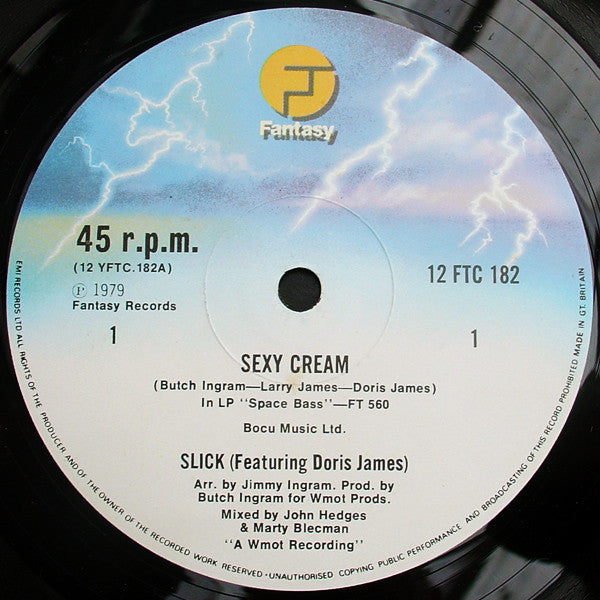 Fantasy
45 r.p.m.
(12 YFTC.182A)
12 FTC 182
Ⓟ 1979
Fantasy Records
1
1
SEXY CREAM
(Butch Ingram—Larry James—Doris James)
In LP "Space Bass"—FT 560
Bocu Music Ltd.
SLICK (Featuring Doris James)
Arr. by Jimmy Ingram. Prod. by
Butch Ingram for Wmot Prods.
Mixed by John Hedges
& Marty Blecman
"A Wmot Recording"
EMI RECORDS LTD ALL RIGHTS OF THE PRODUCER AND OF THE OWNER OF THE RECORDED WORK RESERVED · UNAUTHORISED COPYING PUBLIC PERFORMANCE AND BROADCASTING OF THIS RECORD PROHIBITED MADE IN GT. BRITAIN